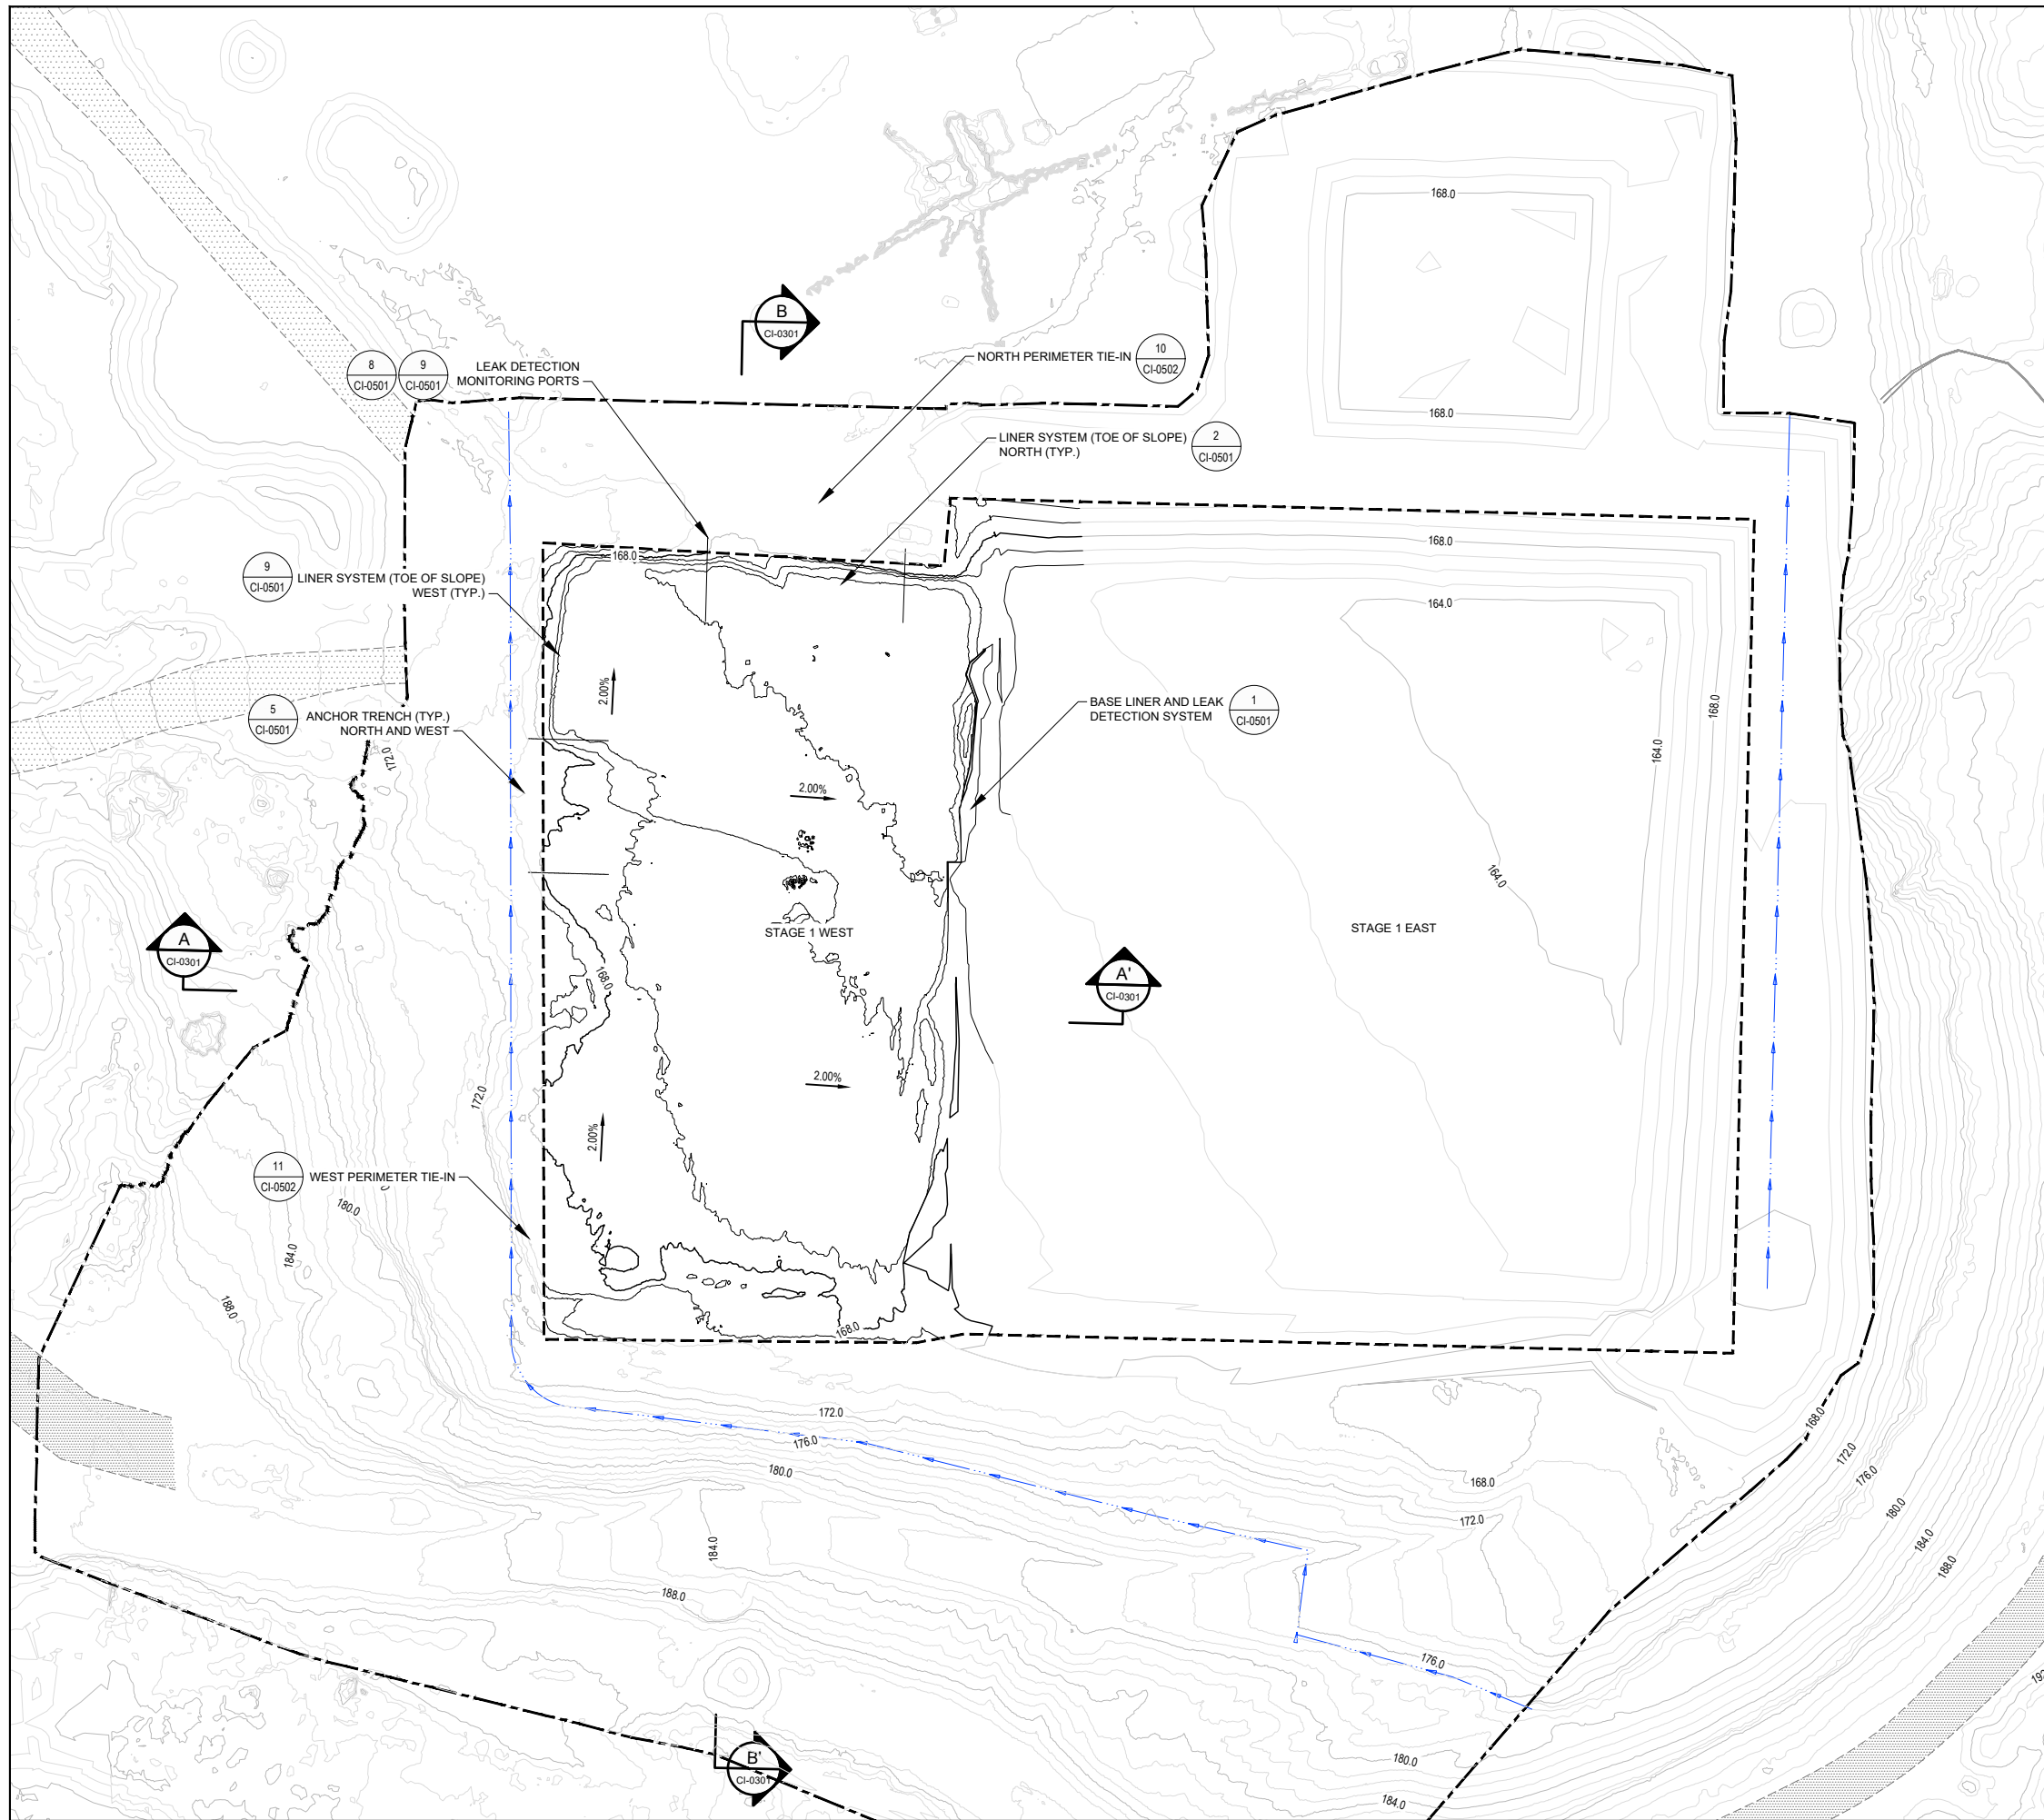 168.0
B
CI-0301
NORTH PERIMETER TIE-IN
10
CI-0502
8
CI-0501
9
CI-0501
LEAK DETECTION
MONITORING PORTS
168.0
LINER SYSTEM (TOE OF SLOPE)
NORTH (TYP.)
2
CI-0501
168.0
168.0
9
CI-0501
LINER SYSTEM (TOE OF SLOPE)
WEST (TYP.)
164.0
2.00%
168.0
5
CI-0501
ANCHOR TRENCH (TYP.)
NORTH AND WEST
BASE LINER AND LEAK
DETECTION SYSTEM
1
CI-0501
172.0
164.0
2.00%
164.0
STAGE 1 WEST
STAGE 1 EAST
A
CI-0301
168.0
A'
CI-0301
2.00%
172.0
2.00%
11
CI-0502
WEST PERIMETER TIE-IN
180.0
184.0
188.0
168.0
172.0
168.0
176.0
172.0
180.0
168.0
176.0
180.0
172.0
184.0
184.0
188.0
188.0
176.0
B'
CI-0301
180.0
184.0